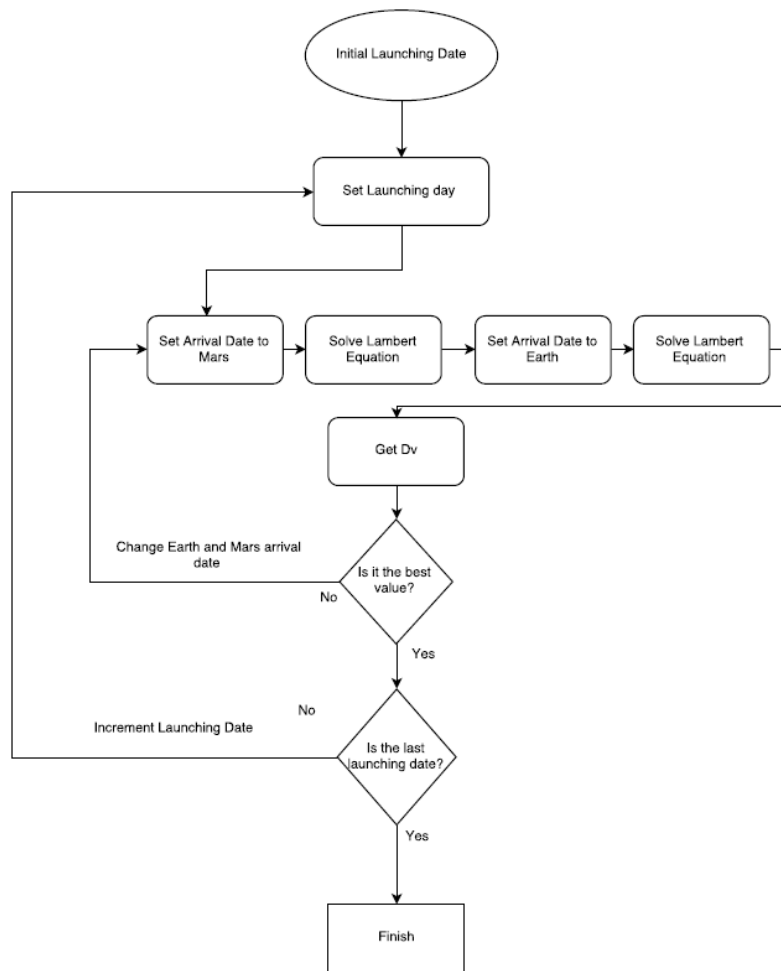 Initial Launching Date
Set Launching day
Set Arrival Date to
Mars
Solve Lambert
Equation
Set Arrival Date to
Earth
Solve Lambert
Equation
Get Dv
Change Earth and Mars arrival
date
Is it the best
value?
No
Yes
No
Increment Launching Date
Is the last
launching date?
Yes
Finish